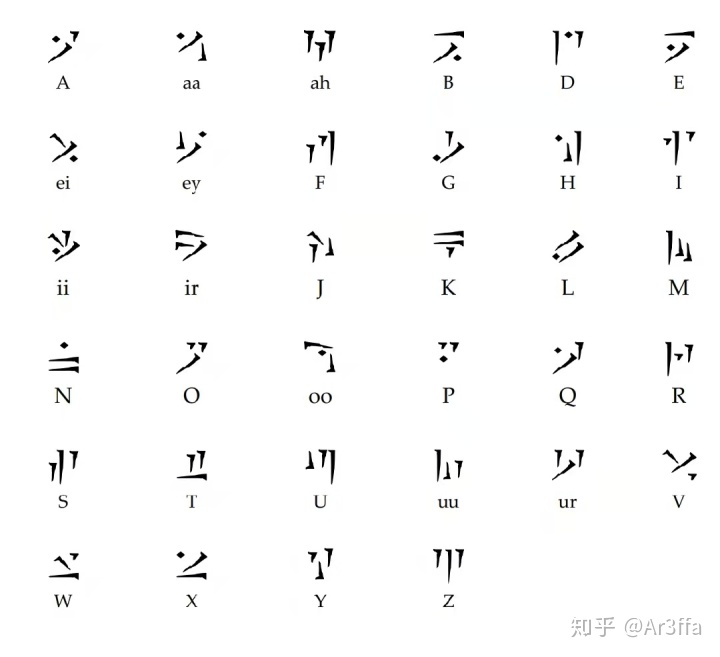 A aa ah B D E
ei ey F G H I
ii ir J K L M
N O oo P Q R
S T U uu ur V
W X Y Z
知乎 @Ar3ffa